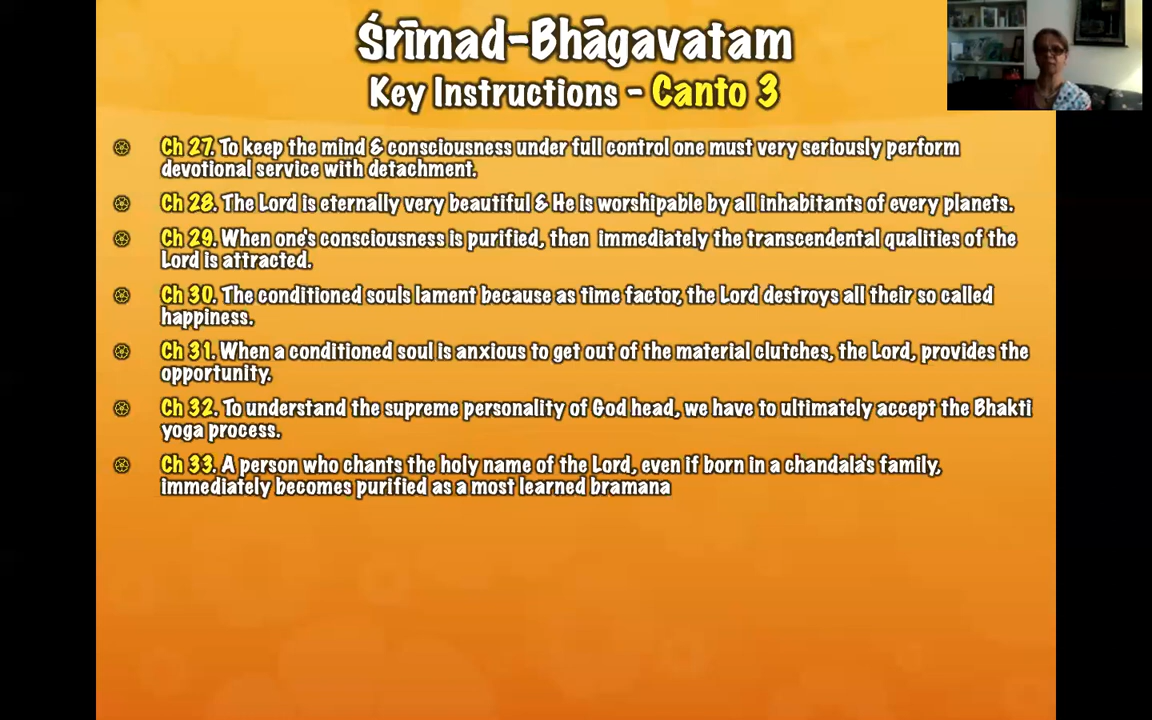 Śrīmad-Bhāgavatam
Key Instructions - Canto 3
Ch 27. To keep the mind & consciousness under full control one must very seriously perform
devotional service with detachment.
Ch 28. The Lord is eternally very beautiful & He is worshipable by all inhabitants of every planets.
Ch 29. When one's consciousness is purified, then immediately the transcendental qualities of the
Lord is attracted.
Ch 30. The conditioned souls lament because as time factor, the Lord destroys all their so called
happiness.
Ch 31. When a conditioned soul is anxious to get out of the material clutches, the Lord, provides the
opportunity.
Ch 32. To understand the supreme personality of God head, we have to ultimately accept the Bhakti
yoga process.
Ch 33. A person who chants the holy name of the Lord, even if born in a chandala's family,
immediately becomes purified as a most learned bramana